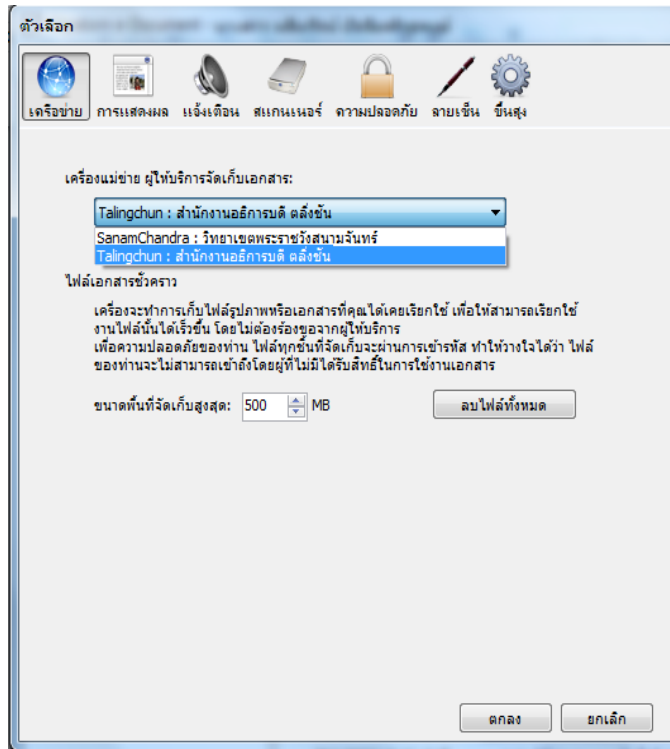 ตัวเลือก
เครือข่าย การแสดงผล แจ้งเตือน สแกนเนอร์ ความปลอดภัย ลายเซ็น ขั้นสูง
เครื่องแม่ข่าย ผู้ให้บริการจัดเก็บเอกสาร:
Talingchun : สำนักงานอธิการบดี ตลิ่งชัน
SanamChandra : วิทยาเขตพระราชวังสนามจันทร์
Talingchun : สำนักงานอธิการบดี ตลิ่งชัน
ไฟล์เอกสารชั่วคราว
เครื่องจะทำการเก็บไฟล์รูปภาพหรือเอกสารที่คุณได้เคยเรียกใช้ เพื่อให้สามารถเรียกใช้
งานไฟล์นั้นได้เร็วขึ้น โดยไม่ต้องร้องขอจากผู้ให้บริการ
เพื่อความปลอดภัยของท่าน ไฟล์ทุกชิ้นที่จัดเก็บจะผ่านการเข้ารหัส ทำให้วางใจได้ว่า ไฟล์
ของท่านจะไม่สามารถเข้าถึงโดยผู้ที่ไม่มีได้รับสิทธิ์ในการใช้งานเอกสาร
ขนาดพื้นที่จัดเก็บสูงสุด: 500 MB ลบไฟล์ทั้งหมด
ตกลง ยกเลิก